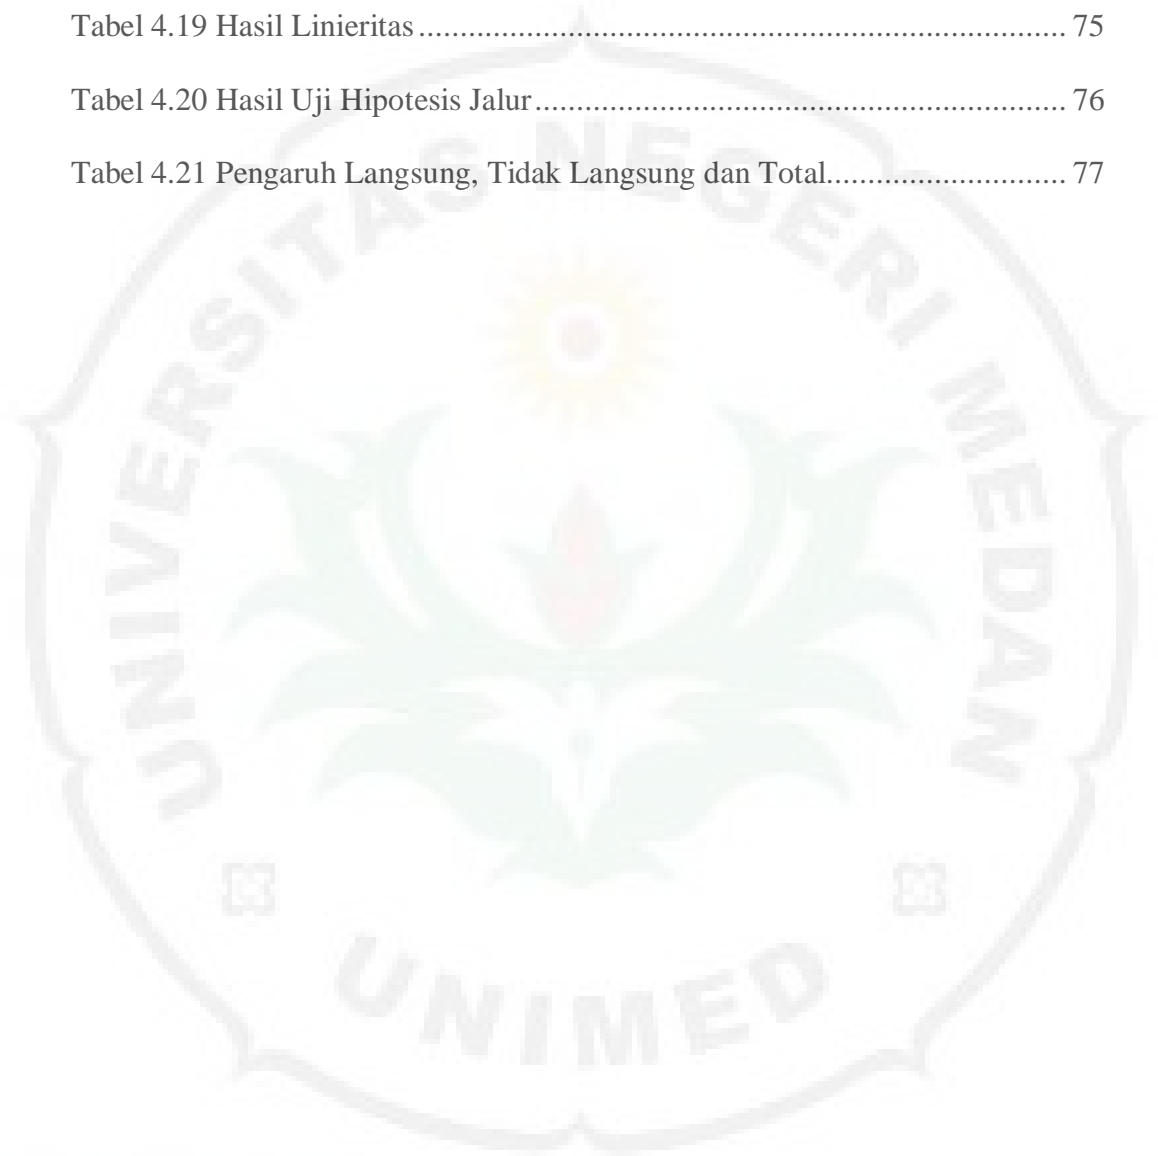 Tabel 4.19 Hasil Linieritas ............................................................................ 75
Tabel 4.20 Hasil Uji Hipotesis Jalur ............................................................... 76
Tabel 4.21 Pengaruh Langsung, Tidak Langsung dan Total ............................ 77
UNIVERSITAS NEGERI MEDAN
UNIMED